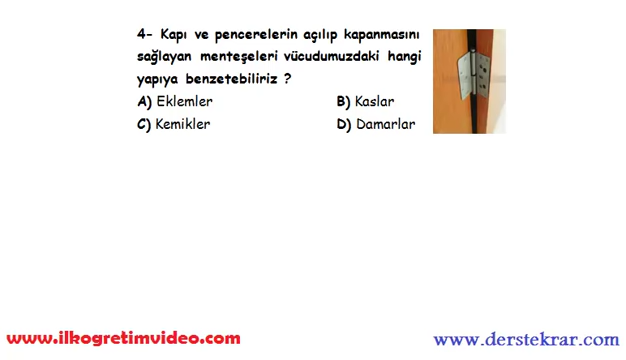 4- Kapı ve pencerelerin açılıp kapanmasını
sağlayan menteşeleri vücudumuzdaki hangi
yapıya benzetebiliriz ?
A) Eklemler B) Kaslar
C) Kemikler D) Damarlar
www.ilkogretimvideo.com www.derstekrar.com